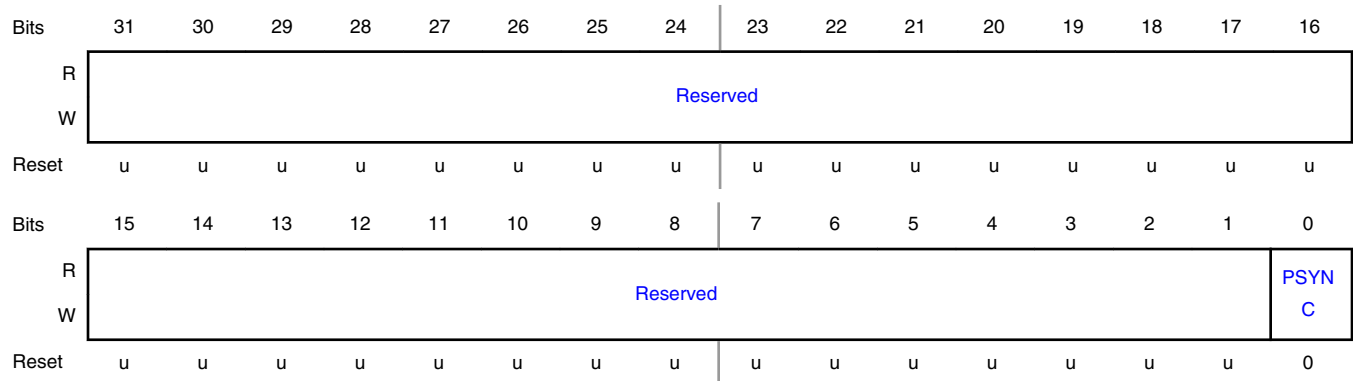 Bits 31 30 29 28 27 26 25 24 23 22 21 20 19 18 17 16
R
Reserved
W
Reset u u u u u u u u u u u u u u u u
Bits 15 14 13 12 11 10 9 8 7 6 5 4 3 2 1 0
R
Reserved
PSYN
C
W
Reset u u u u u u u u u u u u u u u 0